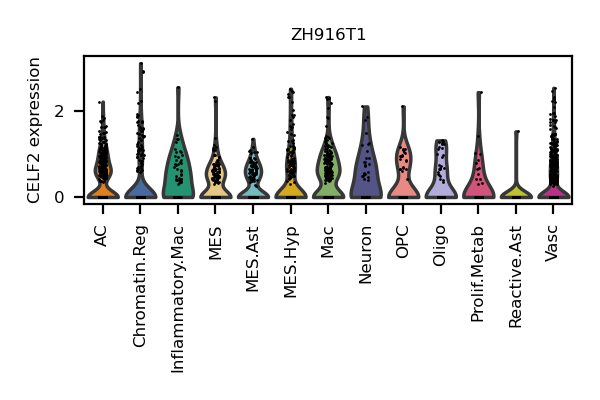 ZH916T1
CELF2 expression
2
0
AC
Chromatin.Reg
Inflammatory.Mac
MES
MES.Ast
MES.Hyp
Mac
Neuron
OPC
Oligo
Prolif.Metab
Reactive.Ast
Vasc